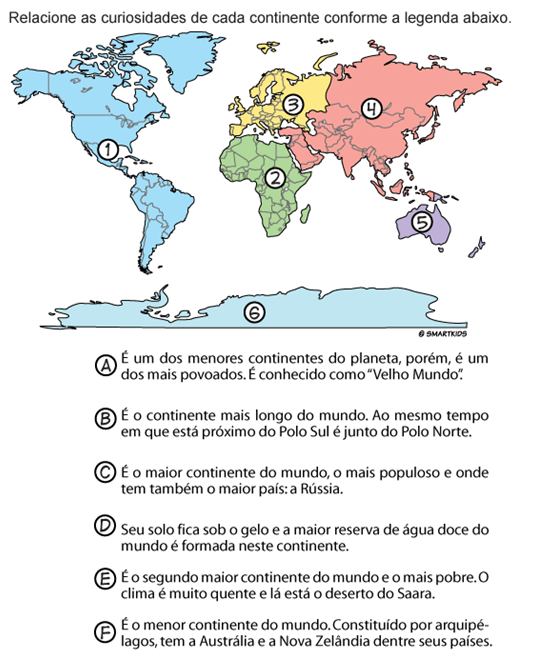 Relacione as curiosidades de cada continente conforme a legenda abaixo.
1
2
3
4
5
6
© SMARTKIDS
A É um dos menores continentes do planeta, porém, é um
dos mais povoados. É conhecido como “Velho Mundo”.
B É o continente mais longo do mundo. Ao mesmo tempo
em que está próximo do Polo Sul é junto do Polo Norte.
C É o maior continente do mundo, o mais populoso e onde
tem também o maior país: a Rússia.
D Seu solo fica sob o gelo e a maior reserva de água doce do
mundo é formada neste continente.
E É o segundo maior continente do mundo e o mais pobre. O
clima é muito quente e lá está o deserto do Saara.
F É o menor continente do mundo. Constituído por arquipé-
lagos, tem a Austrália e a Nova Zelândia dentre seus países.